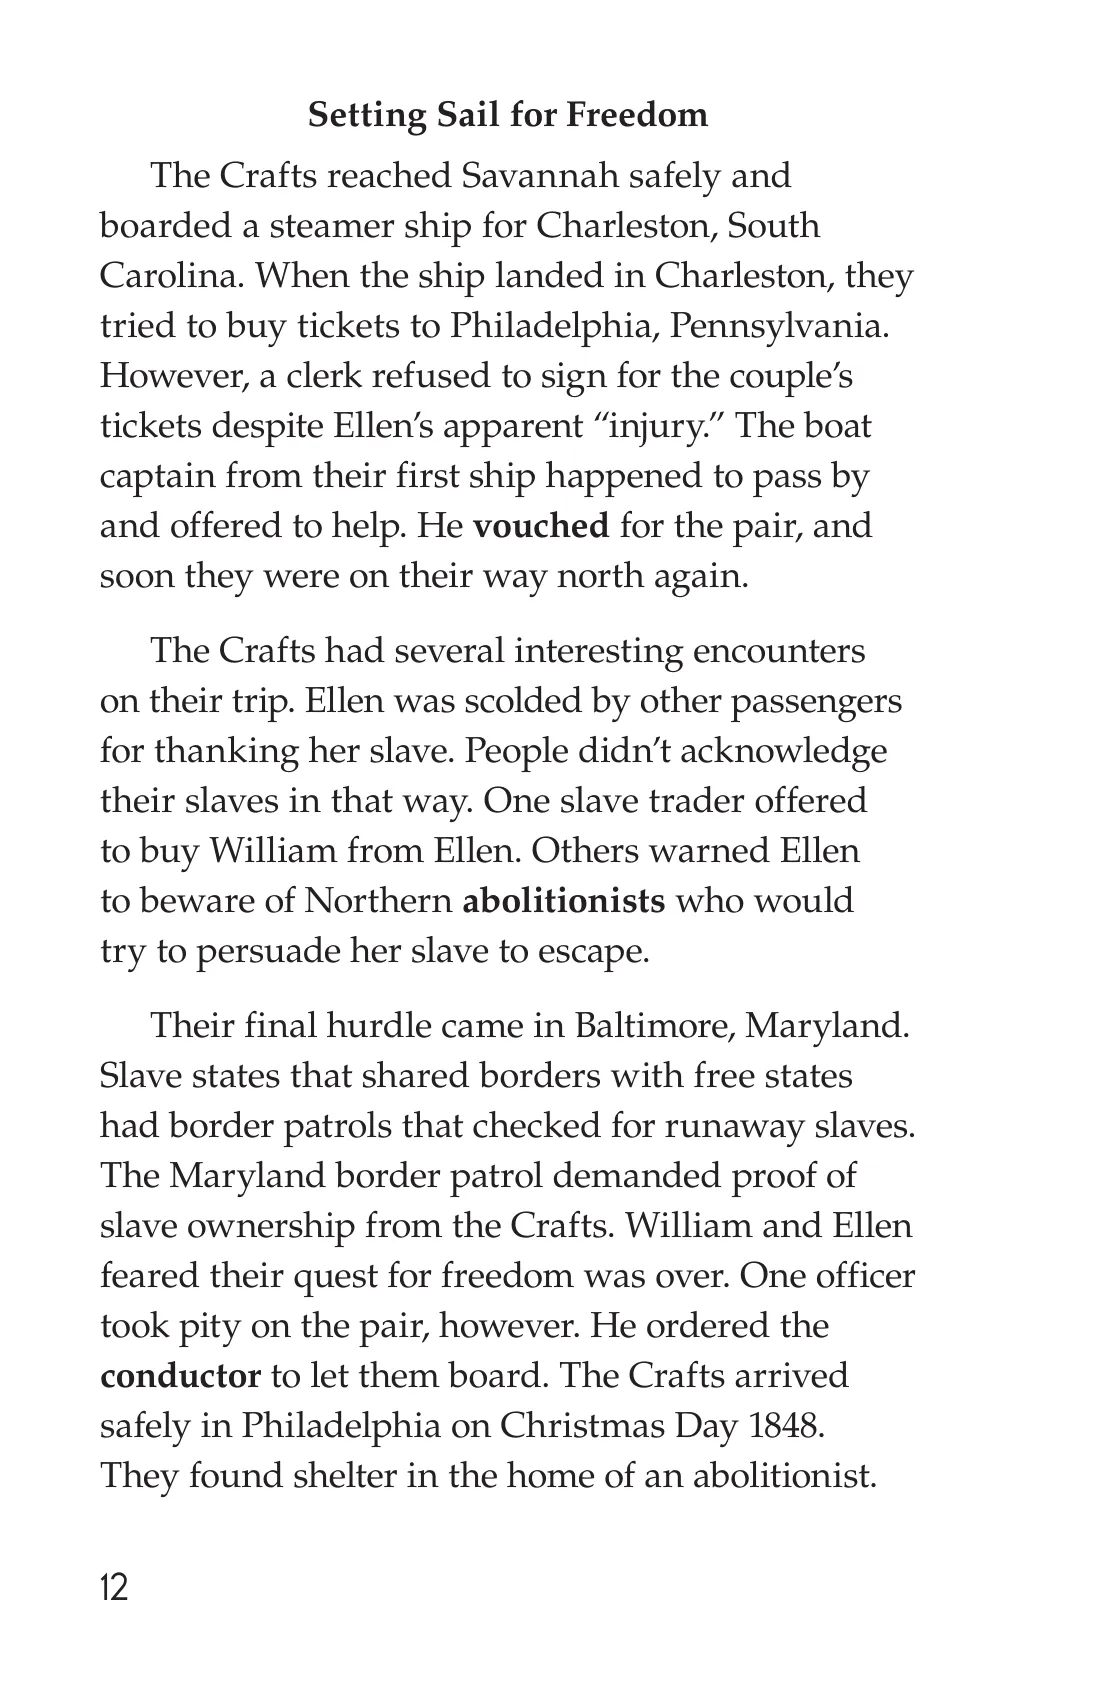 Setting Sail for Freedom
The Crafts reached Savannah safely and
boarded a steamer ship for Charleston, South
Carolina. When the ship landed in Charleston, they
tried to buy tickets to Philadelphia, Pennsylvania.
However, a clerk refused to sign for the couple’s
tickets despite Ellen’s apparent “injury.” The boat
captain from their first ship happened to pass by
and offered to help. He vouched for the pair, and
soon they were on their way north again.
The Crafts had several interesting encounters
on their trip. Ellen was scolded by other passengers
for thanking her slave. People didn’t acknowledge
their slaves in that way. One slave trader offered
to buy William from Ellen. Others warned Ellen
to beware of Northern abolitionists who would
try to persuade her slave to escape.
Their final hurdle came in Baltimore, Maryland.
Slave states that shared borders with free states
had border patrols that checked for runaway slaves.
The Maryland border patrol demanded proof of
slave ownership from the Crafts. William and Ellen
feared their quest for freedom was over. One officer
took pity on the pair, however. He ordered the
conductor to let them board. The Crafts arrived
safely in Philadelphia on Christmas Day 1848.
They found shelter in the home of an abolitionist.
12